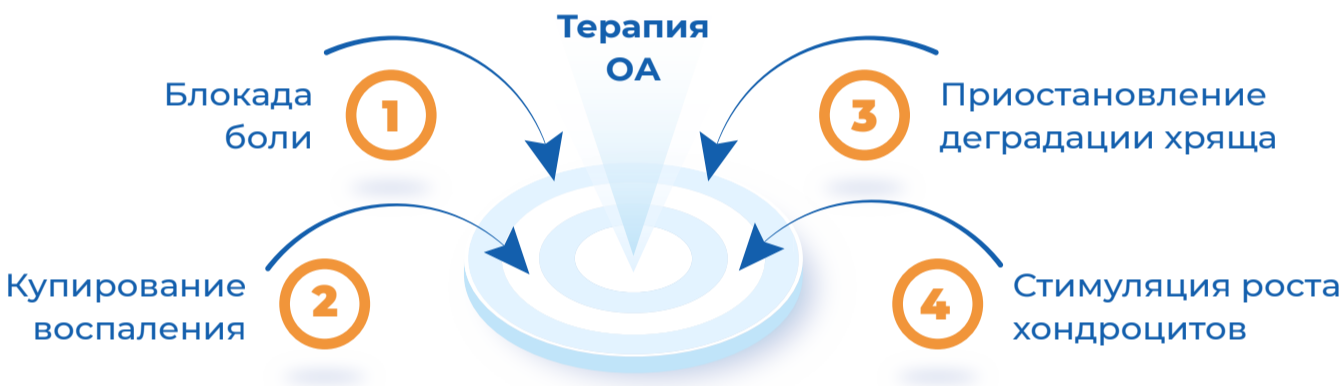 Терапия
ОА
Блокада
боли
1
Купирование
воспаления
2
3
Приостановление
деградации хряща
4
Стимуляция роста
хондроцитов